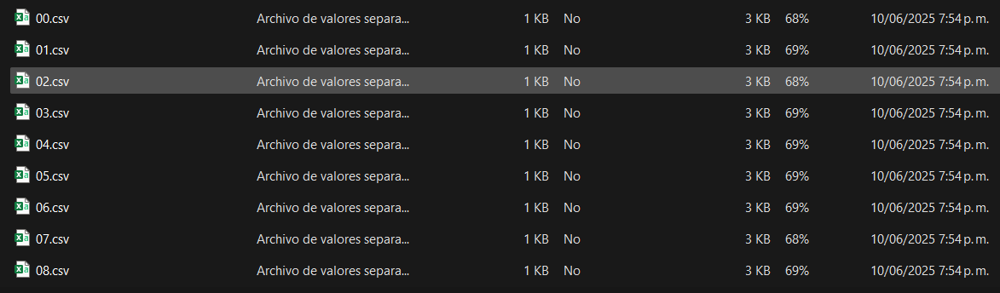 00.csv Archivo de valores separa... 1 KB No 3 KB 68% 10/06/2025 7:54 p. m.
01.csv Archivo de valores separa... 1 KB No 3 KB 69% 10/06/2025 7:54 p. m.
02.csv Archivo de valores separa... 1 KB No 3 KB 68% 10/06/2025 7:54 p. m.
03.csv Archivo de valores separa... 1 KB No 3 KB 69% 10/06/2025 7:54 p. m.
04.csv Archivo de valores separa... 1 KB No 3 KB 69% 10/06/2025 7:54 p. m.
05.csv Archivo de valores separa... 1 KB No 3 KB 69% 10/06/2025 7:54 p. m.
06.csv Archivo de valores separa... 1 KB No 3 KB 69% 10/06/2025 7:54 p. m.
07.csv Archivo de valores separa... 1 KB No 3 KB 68% 10/06/2025 7:54 p. m.
08.csv Archivo de valores separa... 1 KB No 3 KB 69% 10/06/2025 7:54 p. m.